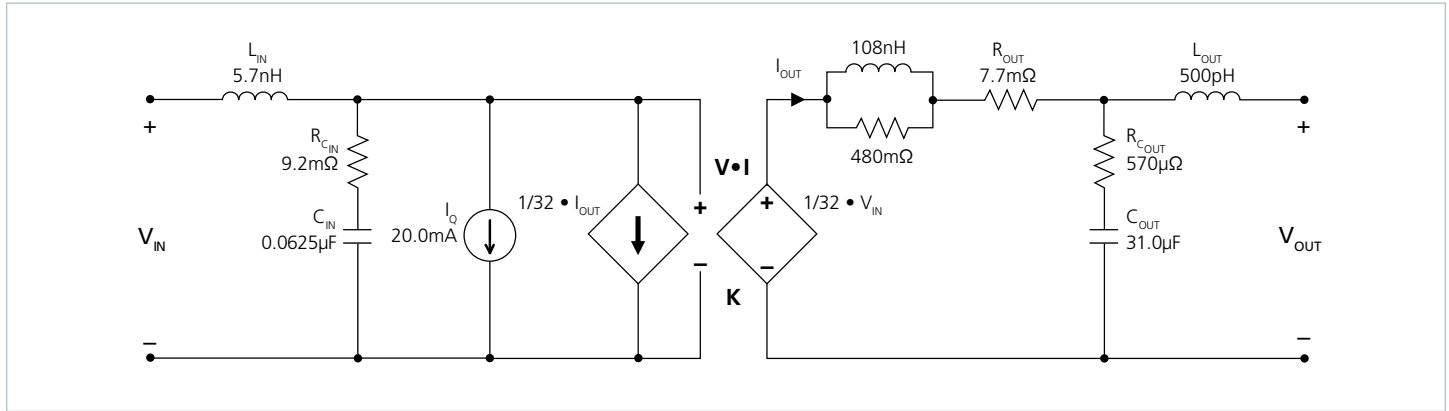 L_IN
5.7nH
+
R_C_IN
9.2mΩ
C_IN
0.0625µF
V_IN
−
I_Q
20.0mA
1/32 • I_OUT
+
−
V•I
K
+
−
1/32 • V_IN
I_OUT
108nH
480mΩ
R_OUT
7.7mΩ
L_OUT
500pH
R_C_OUT
570µΩ
C_OUT
31.0µF
+
V_OUT
−